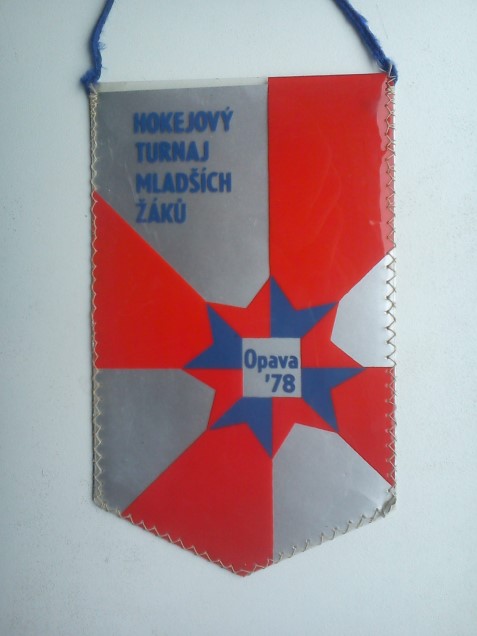 HOKEJOVÝ
TURNAJ
MLADŠÍCH
ŽÁKŮ
Opava
'78